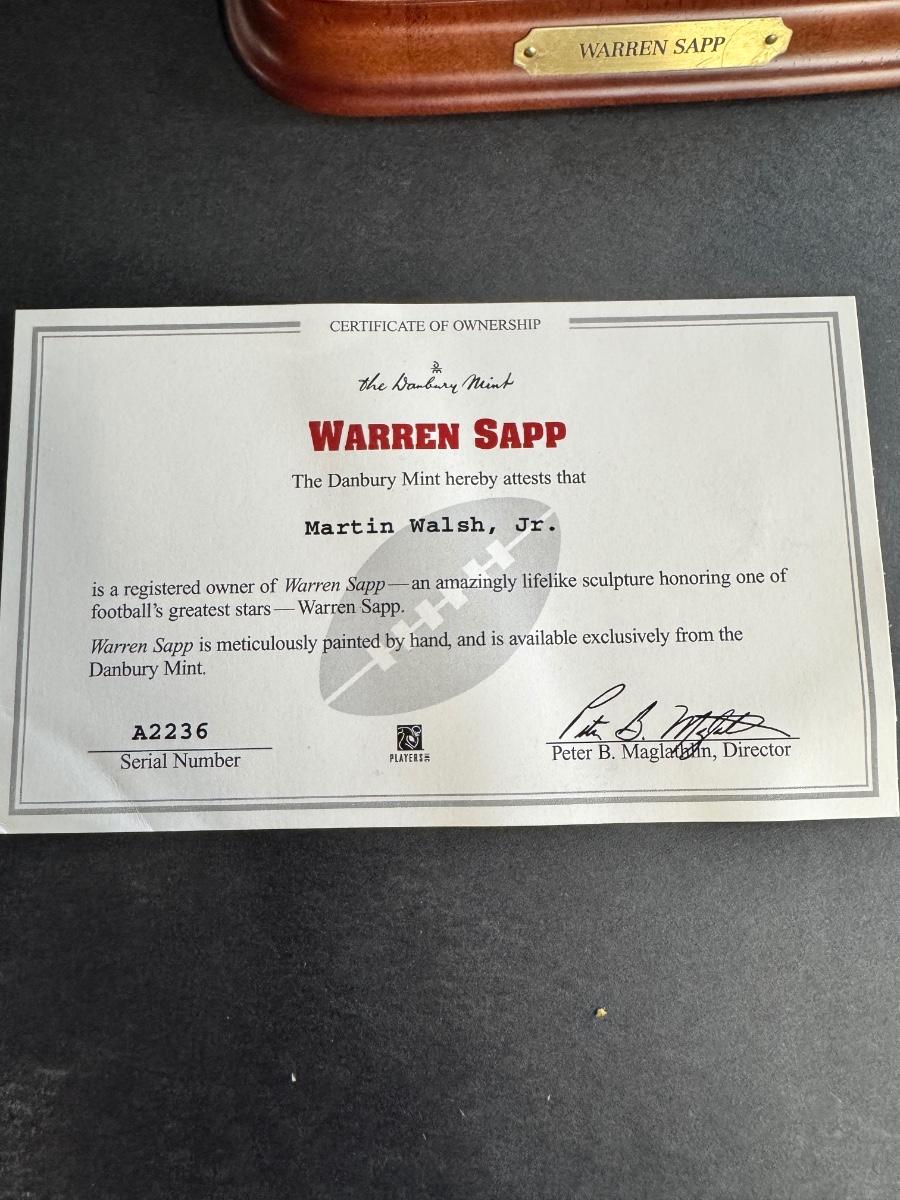 WARREN SAPP
CERTIFICATE OF OWNERSHIP
the Danbury Mint
WARREN SAPP
The Danbury Mint hereby attests that
Martin Walsh, Jr.
is a registered owner of Warren Sapp—an amazingly lifelike sculpture honoring one of
football's greatest stars—Warren Sapp.
Warren Sapp is meticulously painted by hand, and is available exclusively from the
Danbury Mint.
A2236
Serial Number
PLAYERS
Peter B. Maglathlin, Director